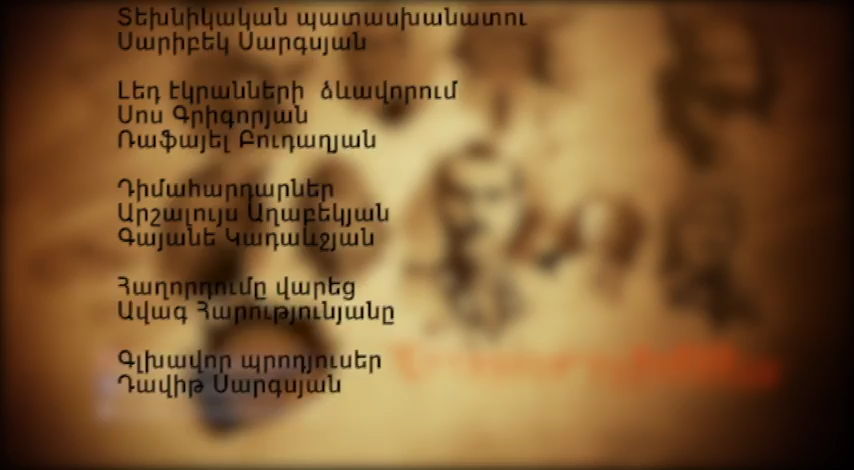 Տեխնիկական պատասխանատու
Սարիբեկ Սարգսյան
Լեդ էկրանների ձևավորում
Սոս Գրիգորյան
Ռաֆայել Բուդաղյան
Դիմահարդարներ
Արշալույս Աղաբեկյան
Գայանե Կադաևջյան
Հաղորդումը վարեց
Ավագ Հարությունյանը
Գլխավոր պրոդյուսեր
Դավիթ Սարգսյան